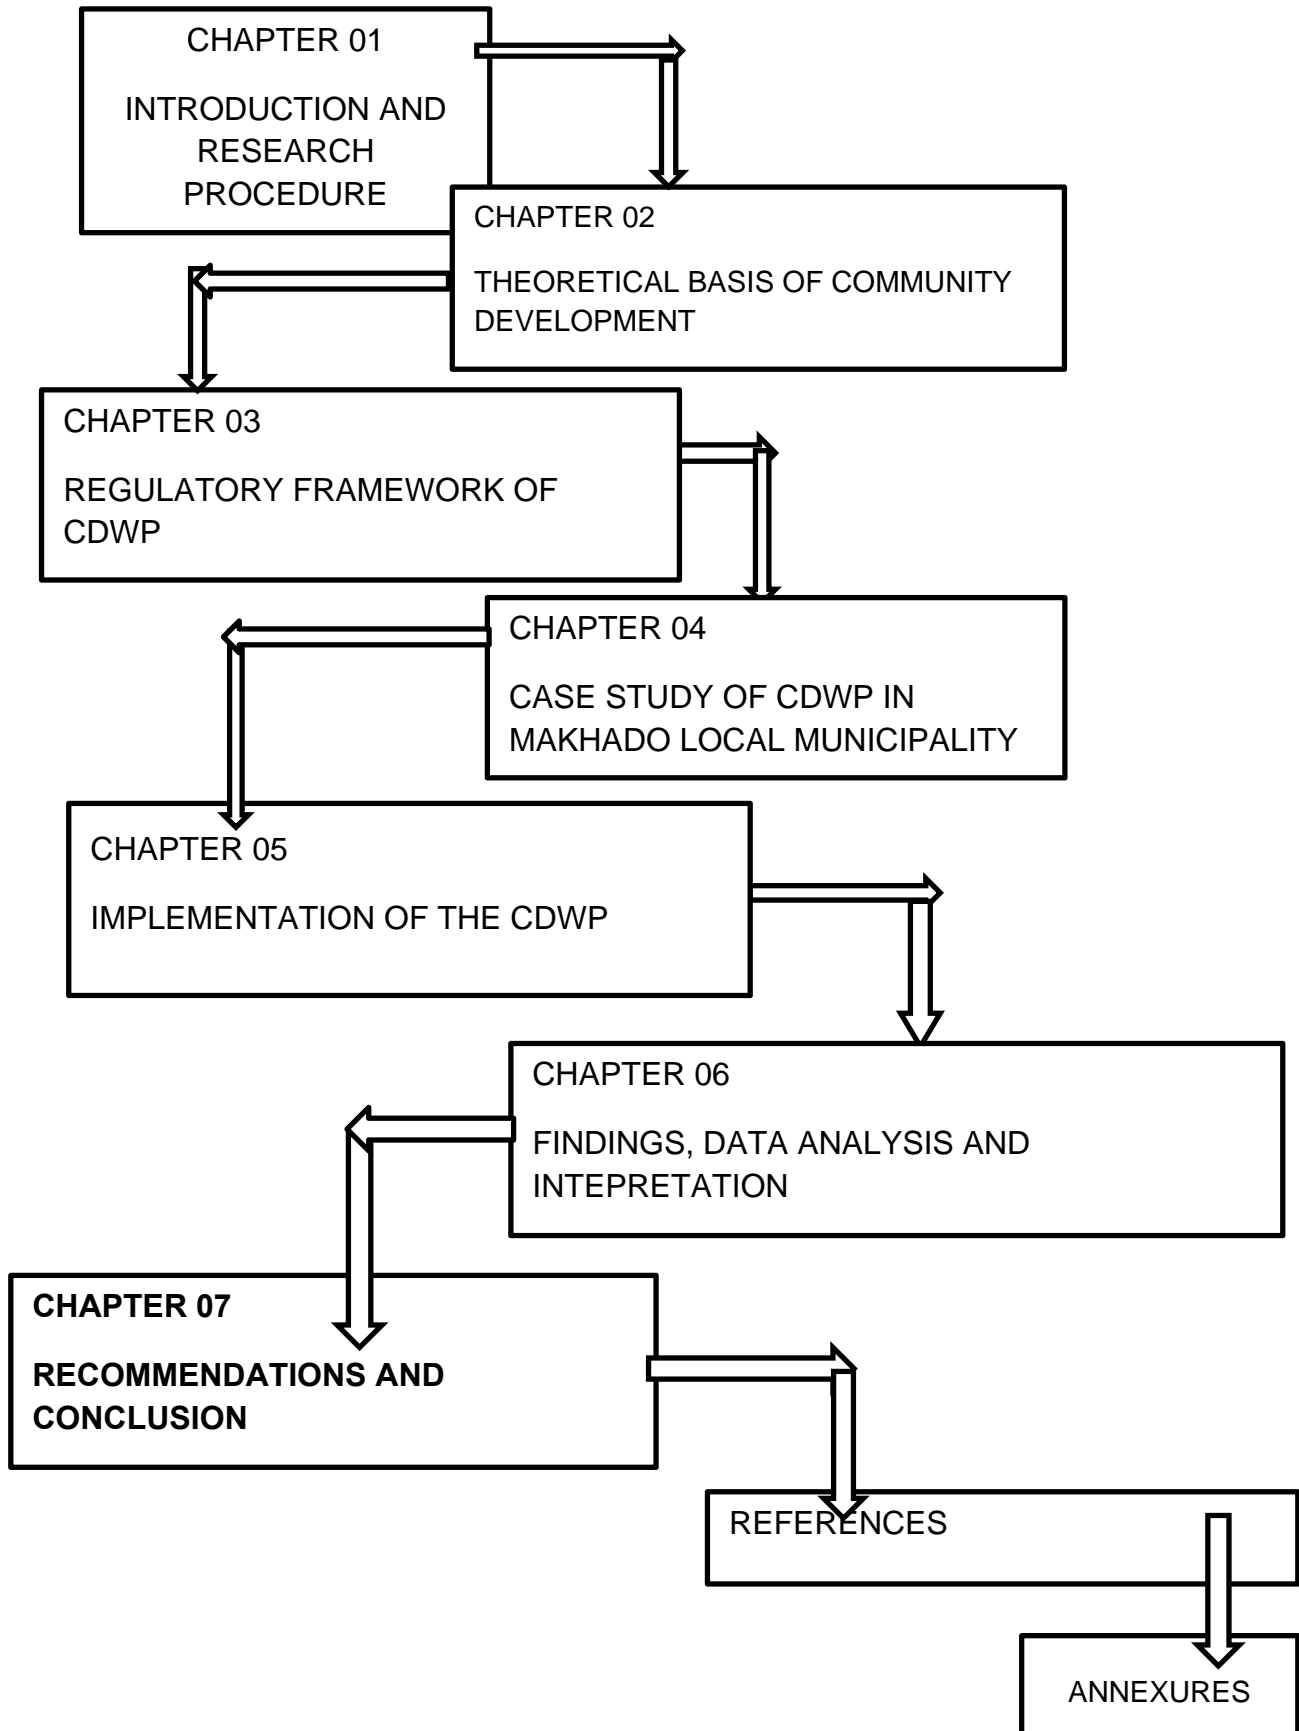 CHAPTER 01
INTRODUCTION AND
RESEARCH
PROCEDURE
CHAPTER 02
THEORETICAL BASIS OF COMMUNITY
DEVELOPMENT
CHAPTER 03
REGULATORY FRAMEWORK OF
CDWP
CHAPTER 04
CASE STUDY OF CDWP IN
MAKHADO LOCAL MUNICIPALITY
CHAPTER 05
IMPLEMENTATION OF THE CDWP
CHAPTER 06
FINDINGS, DATA ANALYSIS AND
INTEPRETATION
CHAPTER 07
RECOMMENDATIONS AND
CONCLUSION
REFERENCES
ANNEXURES